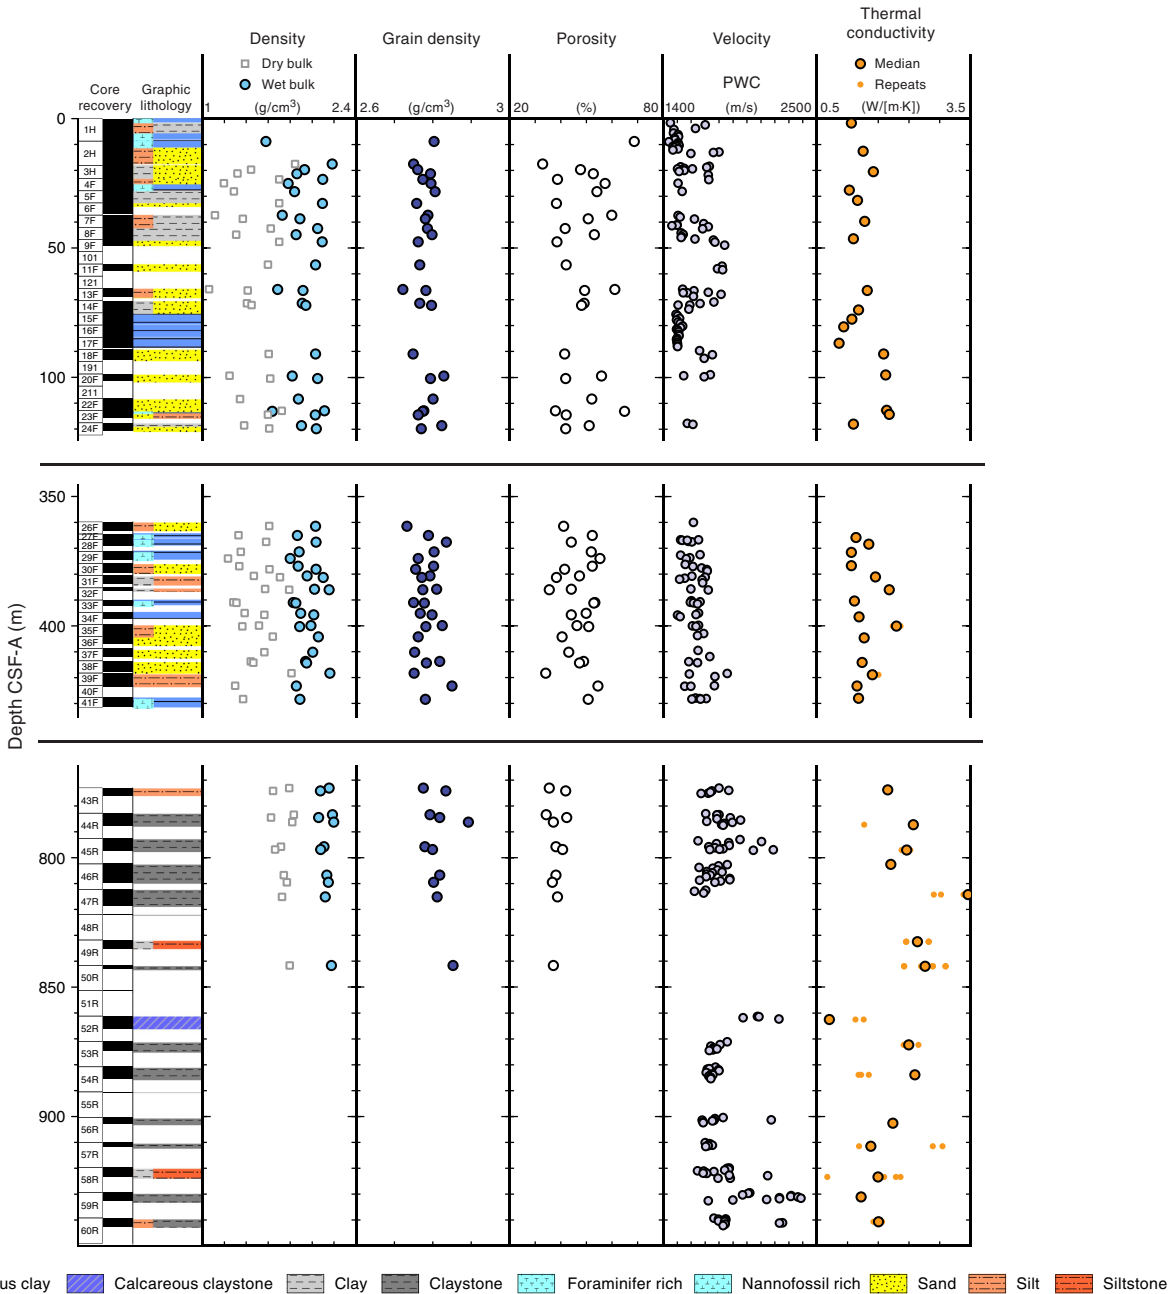 Density
Grain density
Porosity
Velocity
Thermal
conductivity
Dry bulk
Wet bulk
PWC
Median
Repeats
Core
recovery
Graphic
lithology
1 (g/cm³) 2.4
2.6 (g/cm³) 3
20 (%) 80
1400 (m/s) 2500
0.5 (W/[m·K]) 3.5
Depth CSF-A (m)
0
1H
2H
3H
4F
5F
6F
7F
8F
9F
50
101
11F
121
13F
14F
15F
16F
17F
18F
191
100
20F
211
22F
23F
24F
350
26F
27F
28F
29F
30F
31F
32F
33F
34F
400
35F
36F
37F
38F
39F
40F
41F
43R
44R
45R
800
46R
47R
48R
49R
50R
850
51R
52R
53R
54R
55R
900
56R
57R
58R
59R
60R
us clay
Calcareous claystone
Clay
Claystone
Foraminifer rich
Nannofossil rich
Sand
Silt
Siltstone